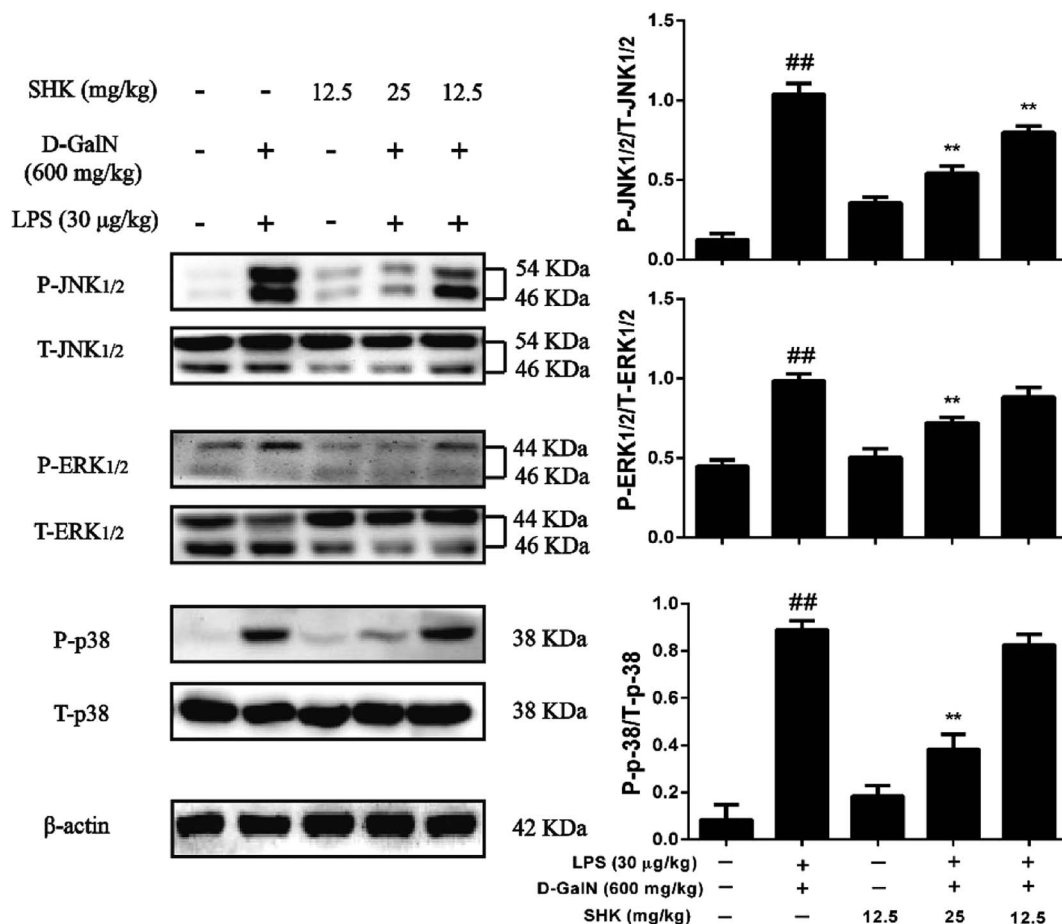 SHK (mg/kg) - - 12.5 25 12.5
D-GalN - + - + +
(600 mg/kg)
LPS (30 µg/kg) - + - + +
P-JNK1/2 54 KDa
46 KDa
T-JNK1/2 54 KDa
46 KDa
P-ERK1/2 44 KDa
46 KDa
T-ERK1/2 44 KDa
46 KDa
P-p38 38 KDa
T-p38 38 KDa
β-actin 42 KDa
P-JNK1/2/T-JNK1/2
1.5
1.0
0.5
0.0
##
**
**
P-ERK1/2/T-ERK1/2
1.5
1.0
0.5
0.0
##
**
P-p-38/T-p-38
1.0
0.8
0.6
0.4
0.2
0.0
##
**
LPS (30 µg/kg) – + – + +
D-GalN (600 mg/kg) – + – + +
SHK (mg/kg) – – 12.5 25 12.5